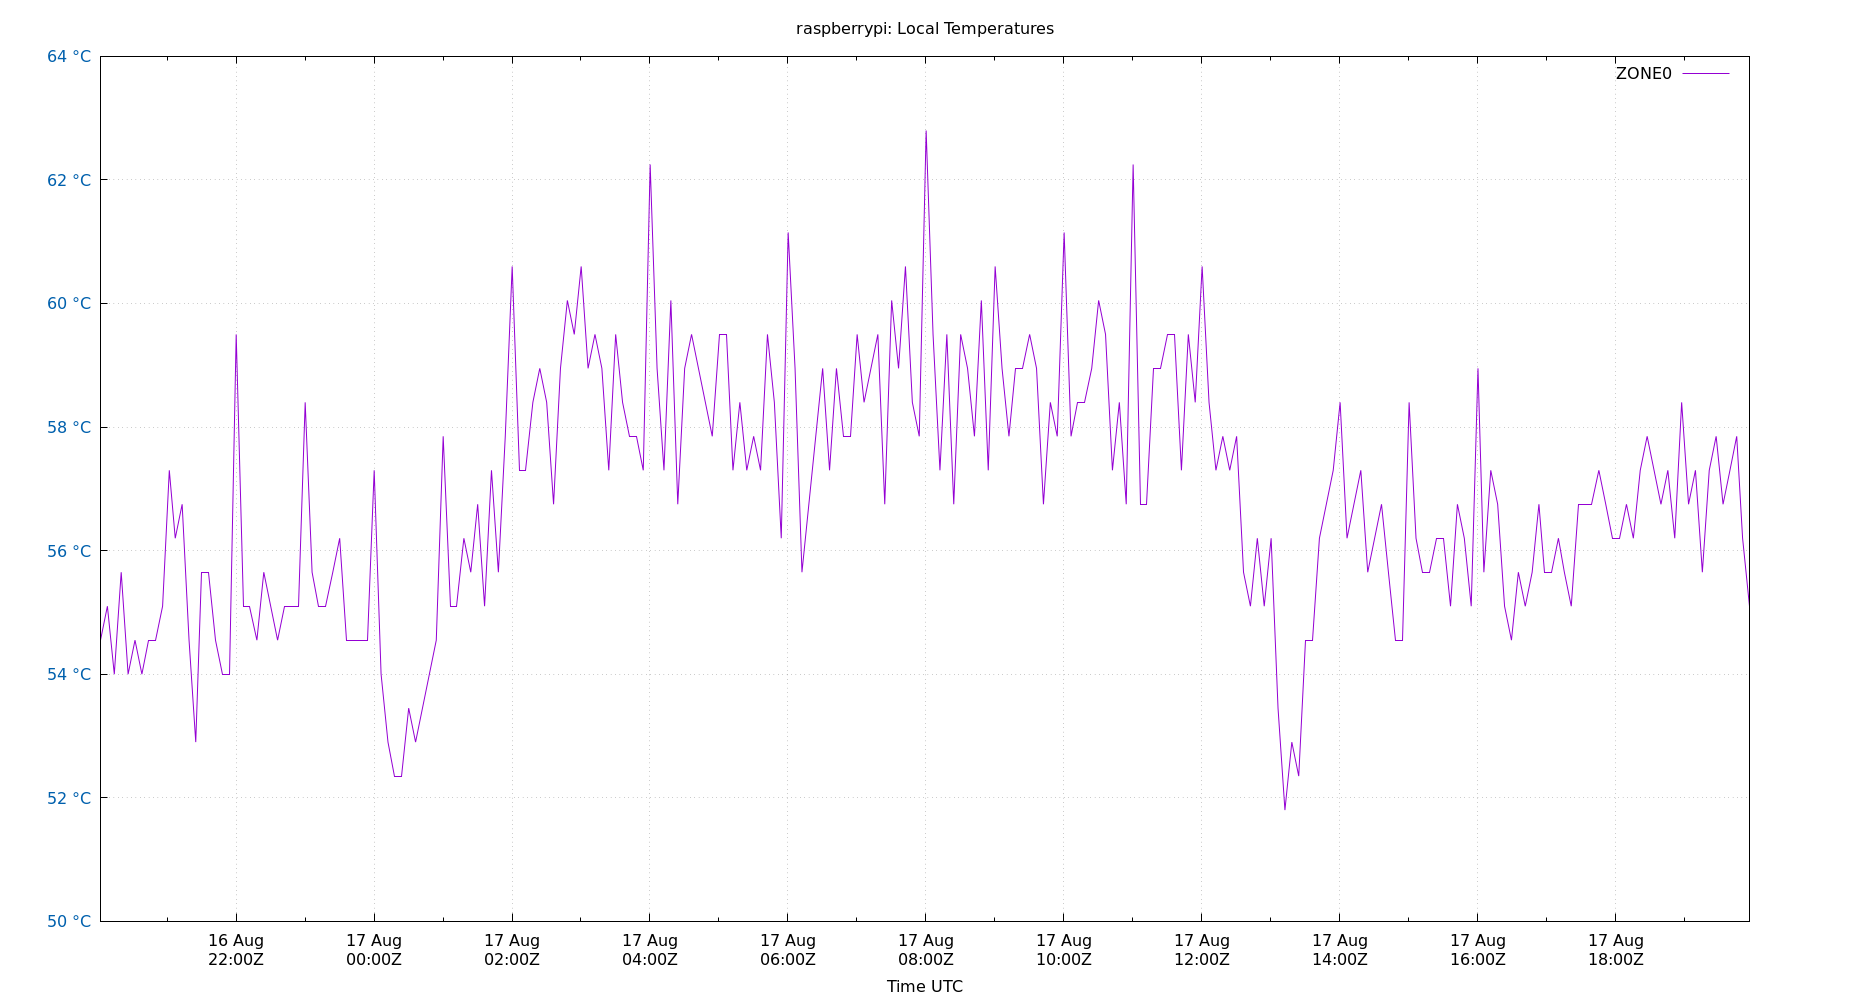 raspberrypi: Local Temperatures
64 °C
ZONE0
62 °C
60 °C
58 °C
56 °C
54 °C
52 °C
50 °C
16 Aug 17 Aug 17 Aug 17 Aug 17 Aug 17 Aug 17 Aug 17 Aug 17 Aug 17 Aug 17 Aug
22:00Z 00:00Z 02:00Z 04:00Z 06:00Z 08:00Z 10:00Z 12:00Z 14:00Z 16:00Z 18:00Z
Time UTC